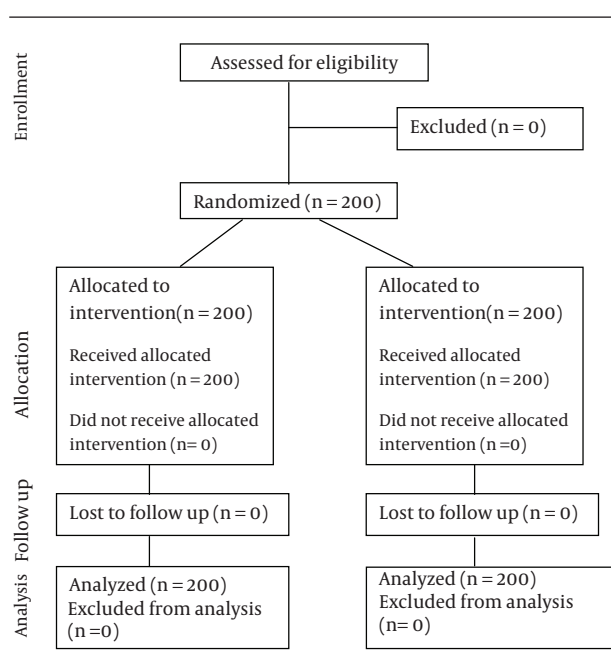 Enrollment
Assessed for eligibility
Excluded (n = 0)
Randomized (n = 200)
Allocation
Allocated to
intervention(n = 200)
Received allocated
intervention (n = 200)
Did not receive allocated
intervention (n= 0)
Allocated to
intervention(n = 200)
Received allocated
intervention (n = 200)
Did not receive allocated
intervention (n =0)
Follow up
Lost to follow up (n = 0)
Lost to follow up (n = 0)
Analysis
Analyzed (n = 200)
Excluded from analysis
(n =0)
Analyzed (n = 200)
Excluded from analysis
(n= 0)